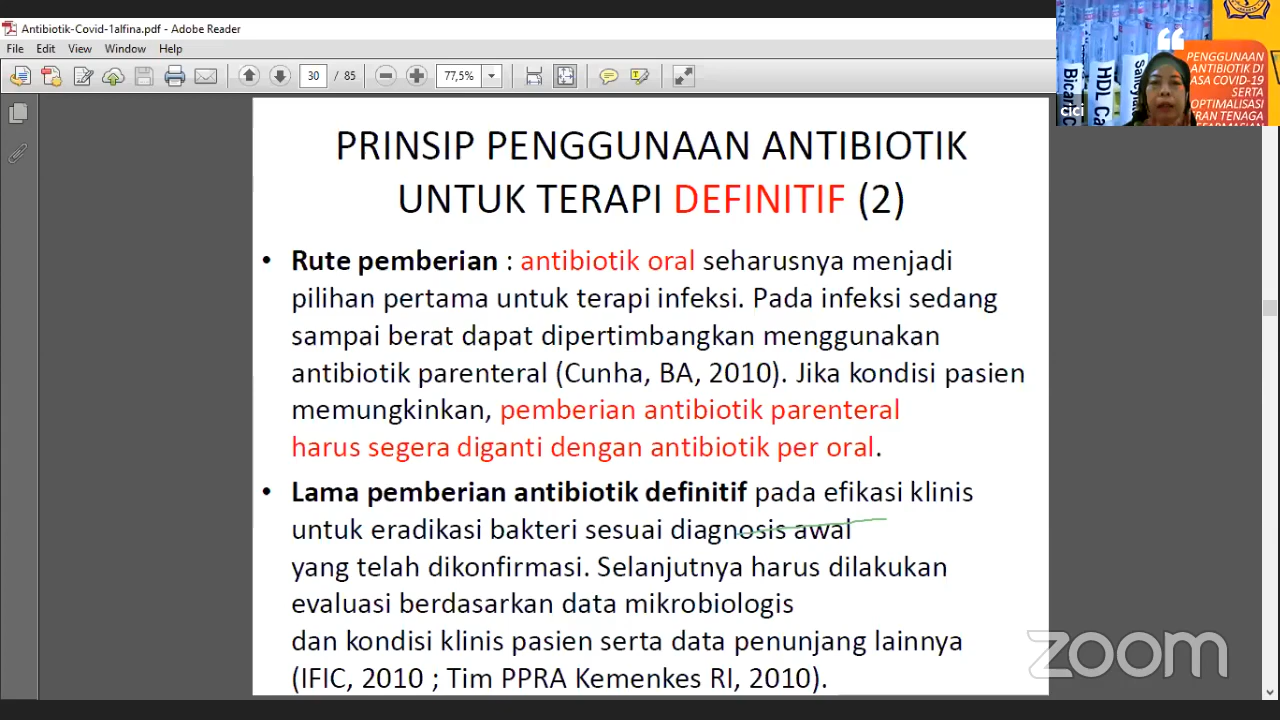 Antibiotik-Covid-1alfina.pdf - Adobe Reader
File Edit View Window Help
30 / 85 77,5%
PRINSIP PENGGUNAAN ANTIBIOTIK
UNTUK TERAPI DEFINITIF (2)
• Rute pemberian : antibiotik oral seharusnya menjadi
pilihan pertama untuk terapi infeksi. Pada infeksi sedang
sampai berat dapat dipertimbangkan menggunakan
antibiotik parenteral (Cunha, BA, 2010). Jika kondisi pasien
memungkinkan, pemberian antibiotik parenteral
harus segera diganti dengan antibiotik per oral.
• Lama pemberian antibiotik definitif pada efikasi klinis
untuk eradikasi bakteri sesuai diagnosis awal
yang telah dikonfirmasi. Selanjutnya harus dilakukan
evaluasi berdasarkan data mikrobiologis
dan kondisi klinis pasien serta data penunjang lainnya
(IFIC, 2010 ; Tim PPRA Kemenkes RI, 2010).
PENGGUNAAN
ANTIBIOTIK DI
ASA COVID-19
SERTA
OPTIMALISASI
RAN TENAGA
HDL Ca
cici
zoom